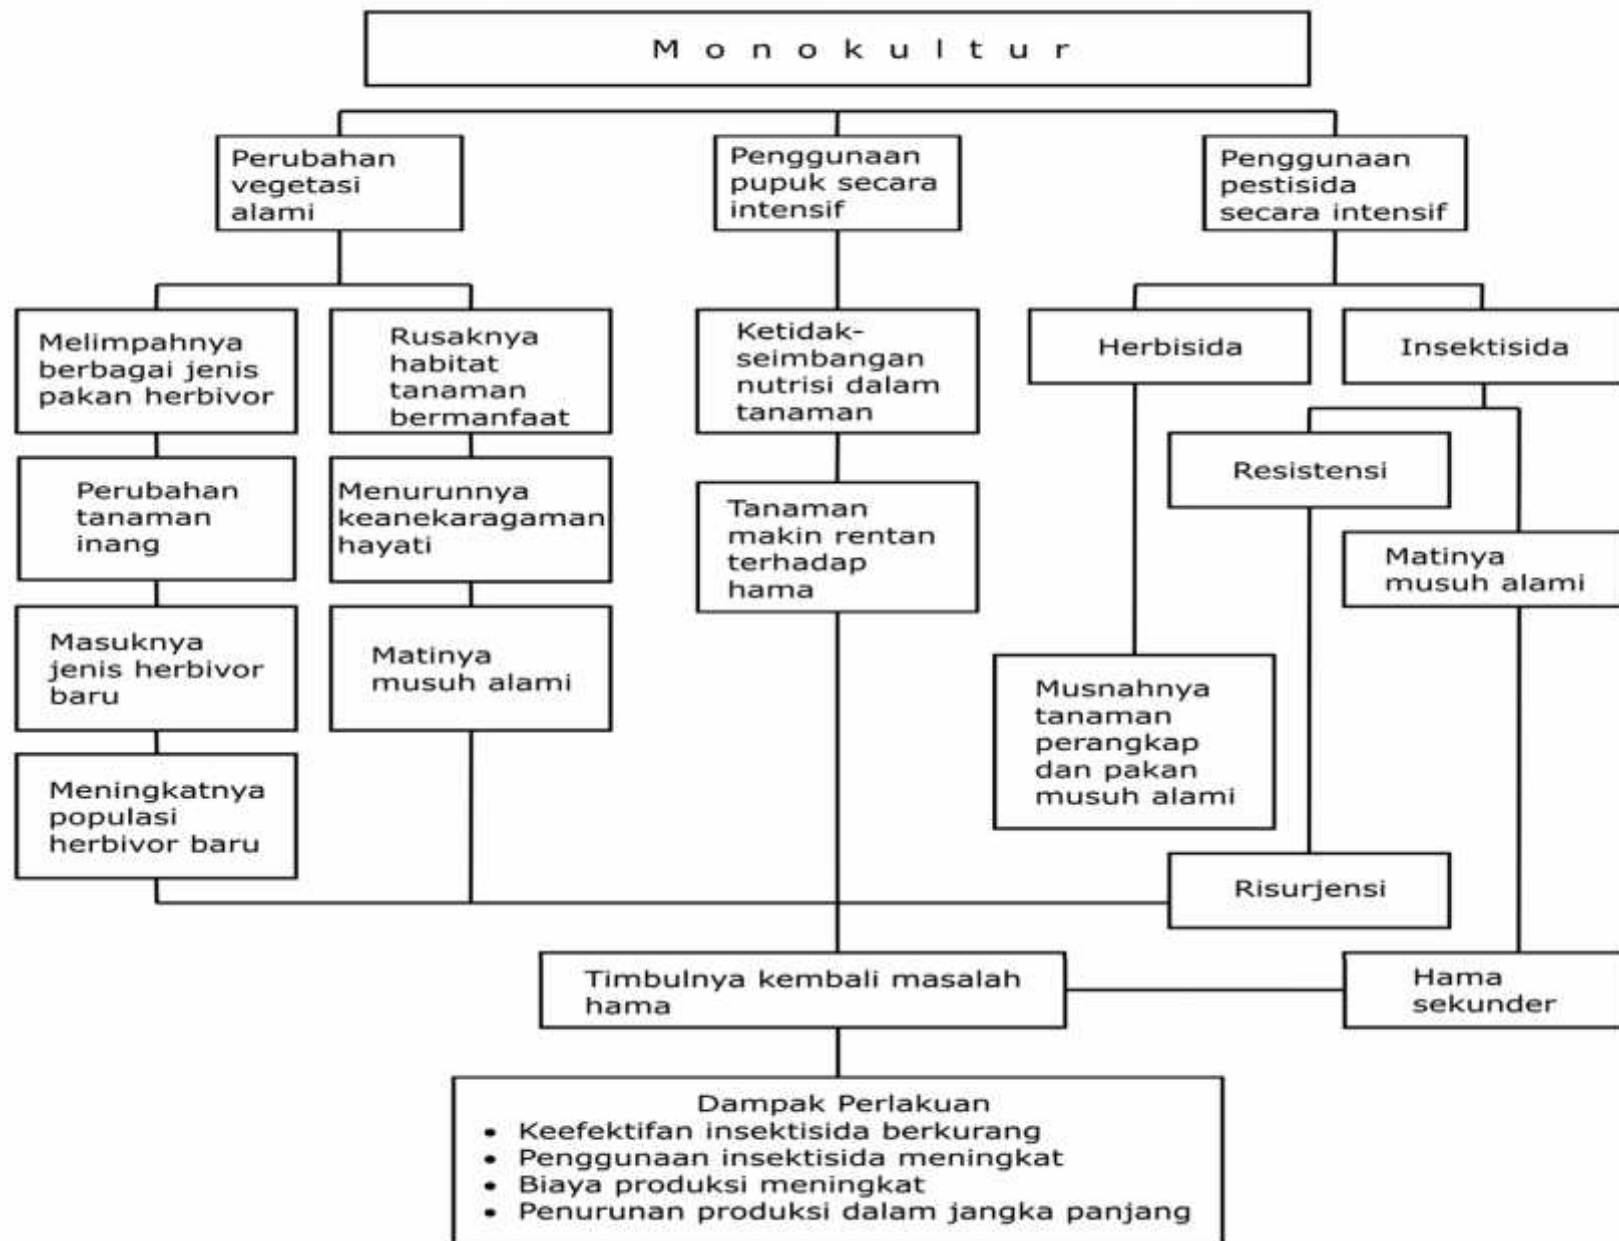 Monokultur
Perubahan
vegetasi
alami
Penggunaan
pupuk secara
intensif
Penggunaan
pestisida
secara intensif
Melimpahnya
berbagai jenis
pakan herbivor
Rusaknya
habitat
tanaman
bermanfaat
Ketidak-
seimbangan
nutrisi dalam
tanaman
Herbisida
Insektisida
Perubahan
tanaman
inang
Menurunnya
keanekaragaman
hayati
Tanaman
makin rentan
terhadap
hama
Resistensi
Matinya
musuh alami
Masuknya
jenis herbivor
baru
Matinya
musuh alami
Musnahnya
tanaman
perangkap
dan pakan
musuh alami
Meningkatnya
populasi
herbivor baru
Risurjensi
Timbulnya kembali masalah
hama
Hama
sekunder
Dampak Perlakuan
• Keefektifan insektisida berkurang
• Penggunaan insektisida meningkat
• Biaya produksi meningkat
• Penurunan produksi dalam jangka panjang